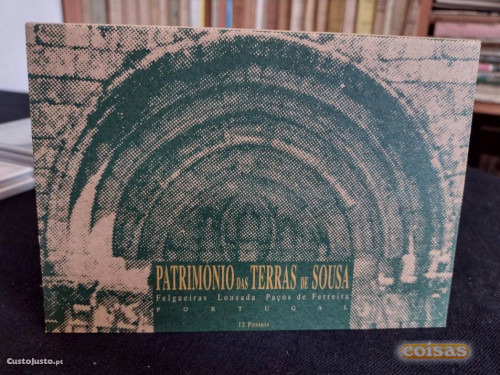 PATRIMONIO DAS TERRAS DE SOUSA
Felgueiras Lousada Paços de Ferreira
PORTUGAL
12 Postais
CustoJusto.pt
coisas